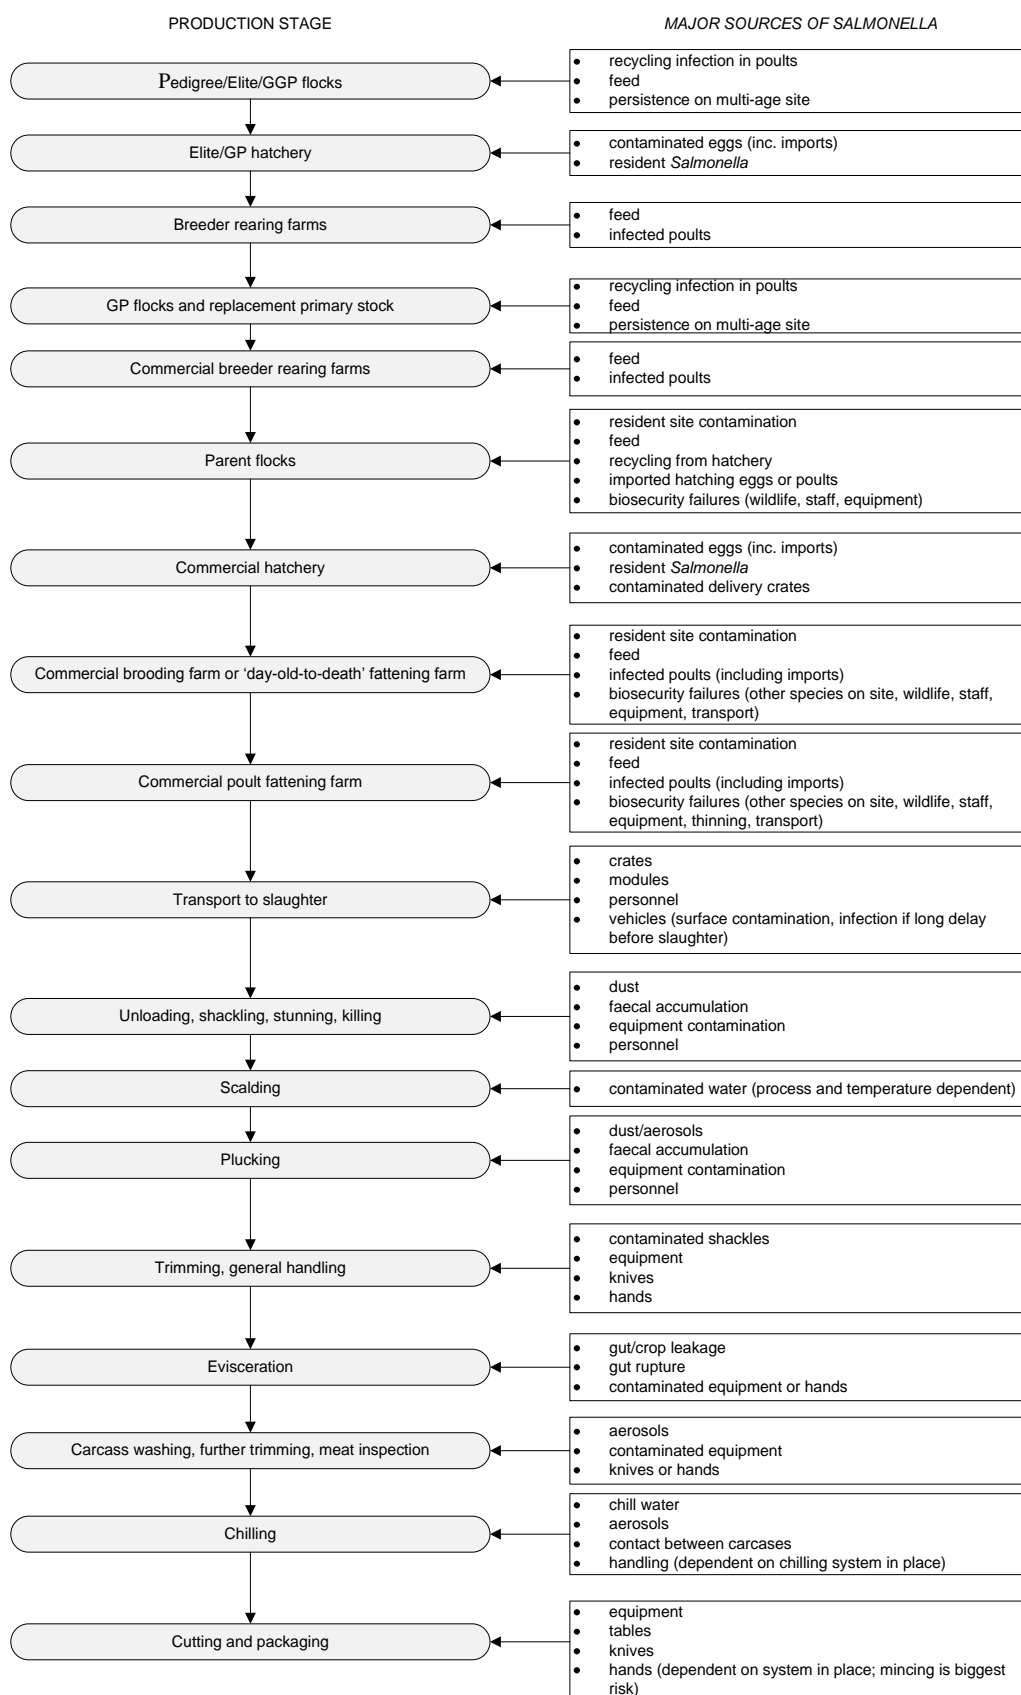 PRODUCTION STAGE
MAJOR SOURCES OF SALMONELLA
Pedigree/Elite/GGP flocks
• recycling infection in poults
• feed
• persistence on multi-age site
Elite/GP hatchery
• contaminated eggs (inc. imports)
• resident Salmonella
Breeder rearing farms
• feed
• infected poults
GP flocks and replacement primary stock
• recycling infection in poults
• feed
• persistence on multi-age site
Commercial breeder rearing farms
• feed
• infected poults
Parent flocks
• resident site contamination
• feed
• recycling from hatchery
• imported hatching eggs or poults
• biosecurity failures (wildlife, staff, equipment)
Commercial hatchery
• contaminated eggs (inc. imports)
• resident Salmonella
• contaminated delivery crates
Commercial brooding farm or ‘day-old-to-death’ fattening farm
• resident site contamination
• feed
• infected poults (including imports)
• biosecurity failures (other species on site, wildlife, staff,
equipment, transport)
Commercial poult fattening farm
• resident site contamination
• feed
• infected poults (including imports)
• biosecurity failures (other species on site, wildlife, staff,
equipment, thinning, transport)
Transport to slaughter
• crates
• modules
• personnel
• vehicles (surface contamination, infection if long delay
before slaughter)
Unloading, shackling, stunning, killing
• dust
• faecal accumulation
• equipment contamination
• personnel
Scalding
• contaminated water (process and temperature dependent)
Plucking
• dust/aerosols
• faecal accumulation
• equipment contamination
• personnel
Trimming, general handling
• contaminated shackles
• equipment
• knives
• hands
Evisceration
• gut/crop leakage
• gut rupture
• contaminated equipment or hands
Carcass washing, further trimming, meat inspection
• aerosols
• contaminated equipment
• knives or hands
Chilling
• chill water
• aerosols
• contact between carcases
• handling (dependent on chilling system in place)
Cutting and packaging
• equipment
• tables
• knives
• hands (dependent on system in place; mincing is biggest
risk)